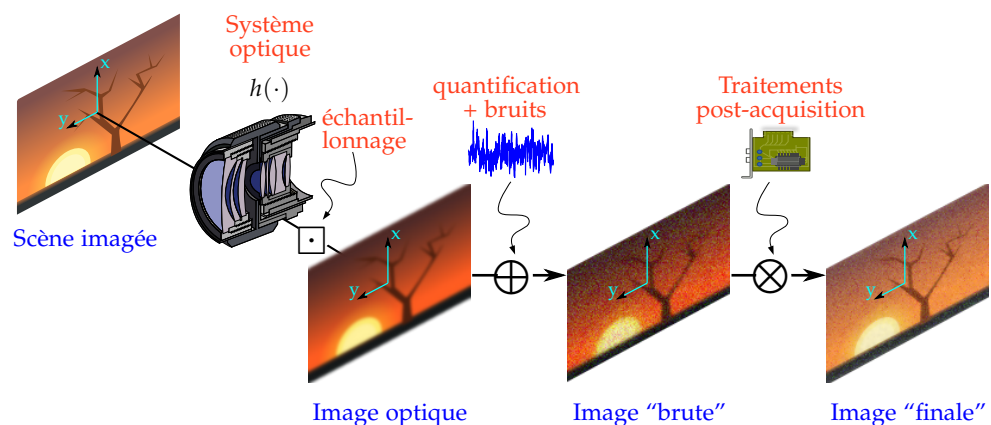 Système
optique
h(·)
échantil-
lonnage
quantification
+ bruits
Traitements
post-acquisition
x
y
Scène imagée
x
y
Image optique
x
y
Image “brute”
x
y
Image “finale”